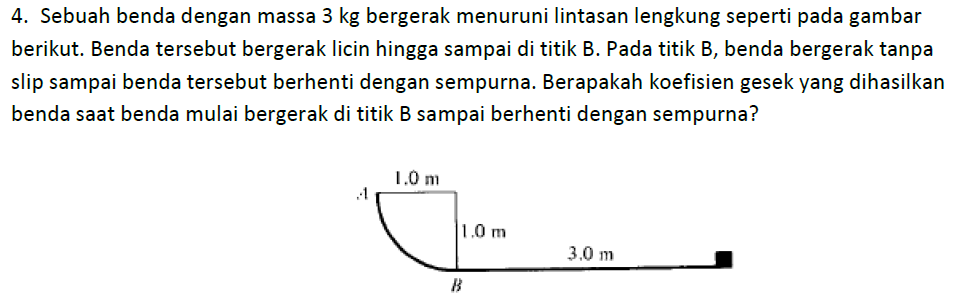 4. Sebuah benda dengan massa 3 kg bergerak menuruni lintasan lengkung seperti pada gambar
berikut. Benda tersebut bergerak licin hingga sampai di titik B. Pada titik B, benda bergerak tanpa
slip sampai benda tersebut berhenti dengan sempurna. Berapakah koefisien gesek yang dihasilkan
benda saat benda mulai bergerak di titik B sampai berhenti dengan sempurna?
1.0 m
A
1.0 m
3.0 m
B